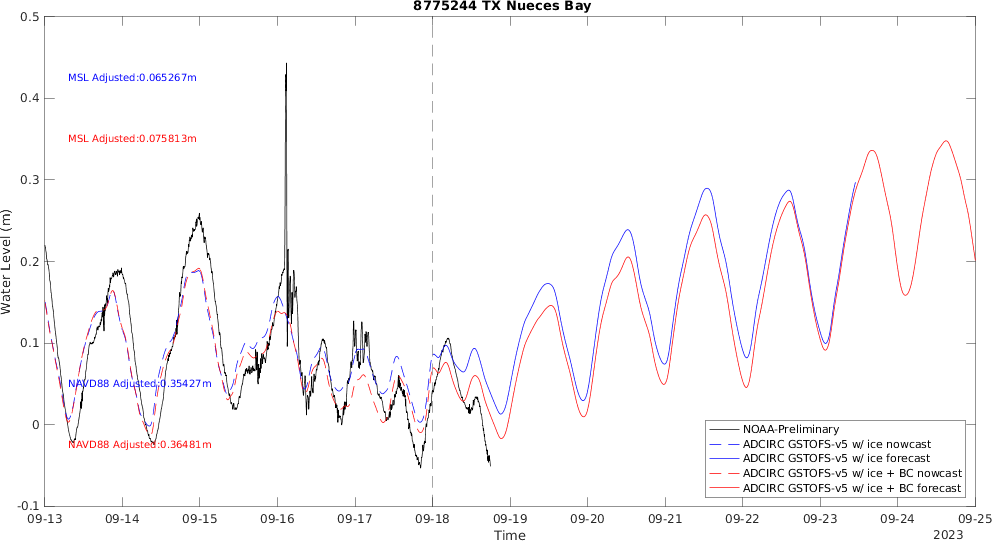 8775244 TX Nueces Bay
0.5
0.4
0.3
0.2
0.1
0
-0.1
Water Level (m)
MSL Adjusted:0.065267m
MSL Adjusted:0.075813m
NAVD88 Adjusted:0.35427m
NAVD88 Adjusted:0.36481m
NOAA-Preliminary
ADCIRC GSTOFS-v5 w/ ice nowcast
ADCIRC GSTOFS-v5 w/ ice forecast
ADCIRC GSTOFS-v5 w/ ice + BC nowcast
ADCIRC GSTOFS-v5 w/ ice + BC forecast
09-13 09-14 09-15 09-16 09-17 09-18 09-19 09-20 09-21 09-22 09-23 09-24 09-25
Time
2023